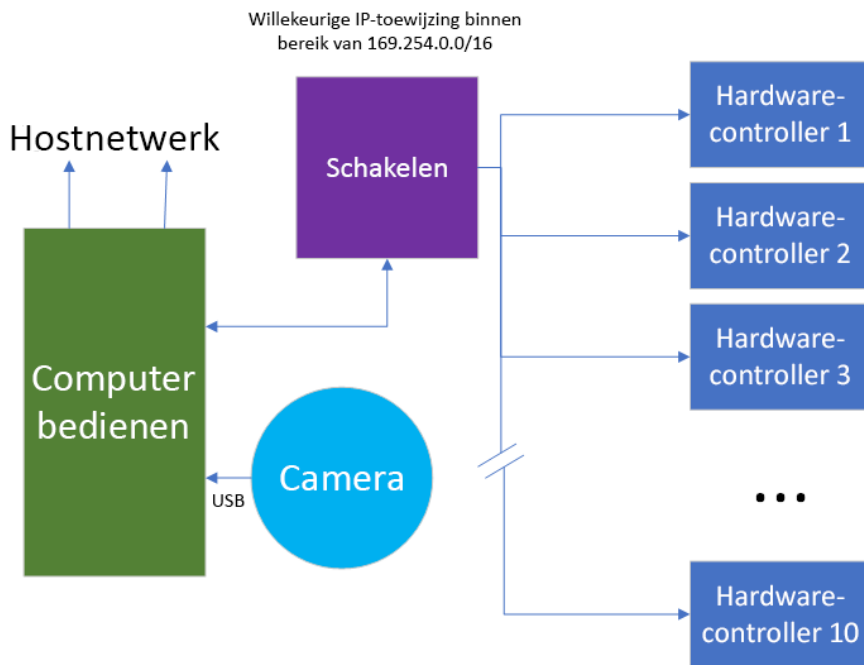 Willekeurige IP-toewijzing binnen
bereik van 169.254.0.0/16
Hostnetwerk
Schakelen
Computer
bedienen
USB
Camera
Hardware-
controller 1
Hardware-
controller 2
Hardware-
controller 3
...
Hardware-
controller 10